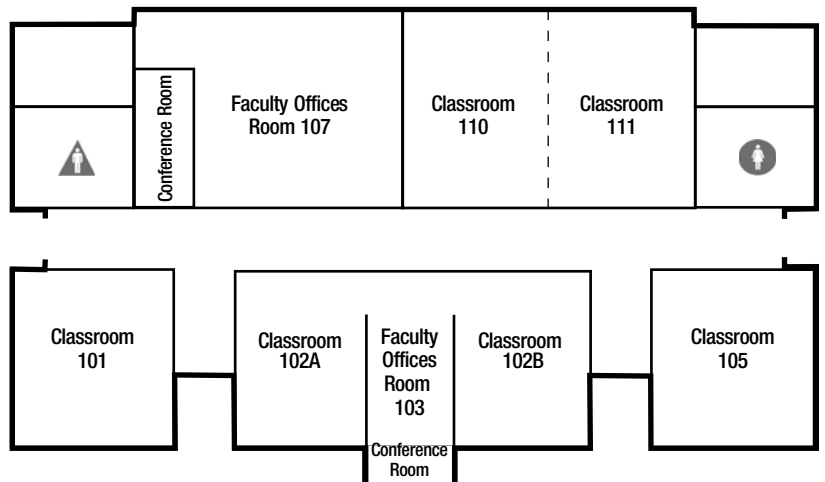 Conference Room
Faculty Offices
Room 107
Classroom
110
Classroom
111
Classroom
101
Classroom
102A
Faculty
Offices
Room
103
Classroom
102B
Classroom
105
Conference
Room